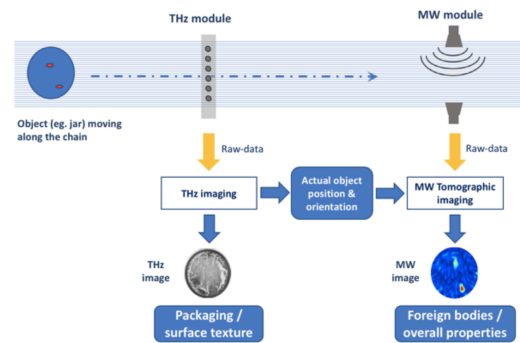 THz module
MW module
Object (eg. jar) moving
along the chain
Raw-data
Raw-data
THz imaging
Actual object
position &
orientation
MW Tomographic
imaging
THz
image
MW
image
Packaging /
surface texture
Foreign bodies /
overall properties